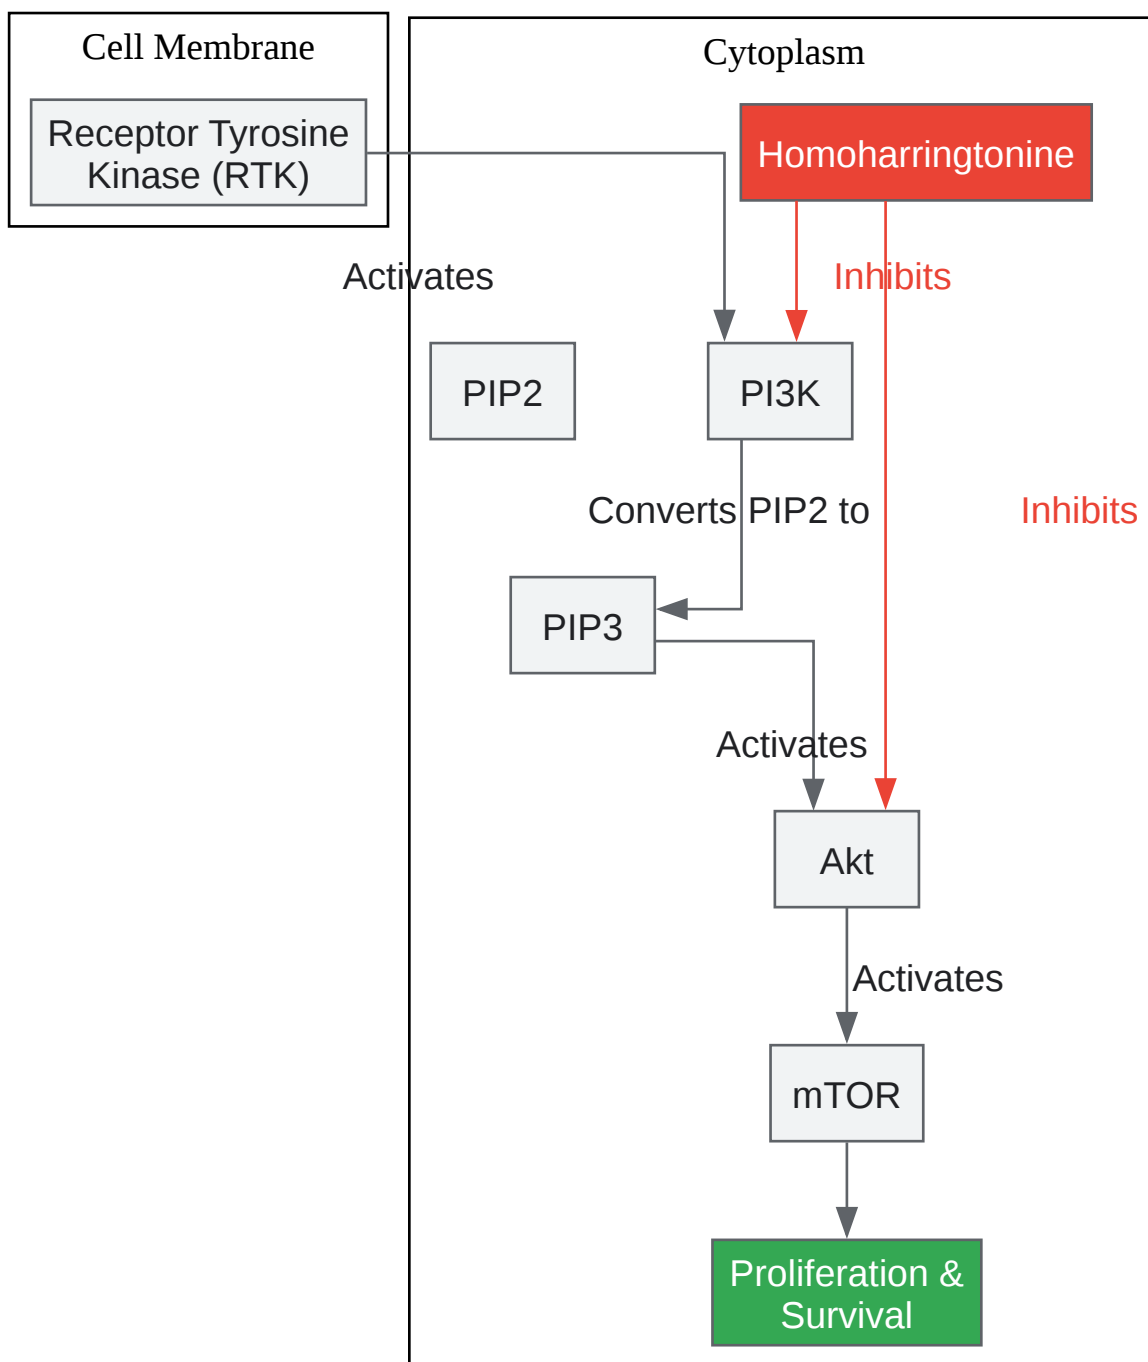 Cell Membrane
Cytoplasm
Receptor Tyrosine
Kinase (RTK)
Homoharringtonine
Activates
Inhibits
PIP2
PI3K
Converts PIP2 to
Inhibits
PIP3
Activates
Akt
Activates
mTOR
Proliferation &
Survival